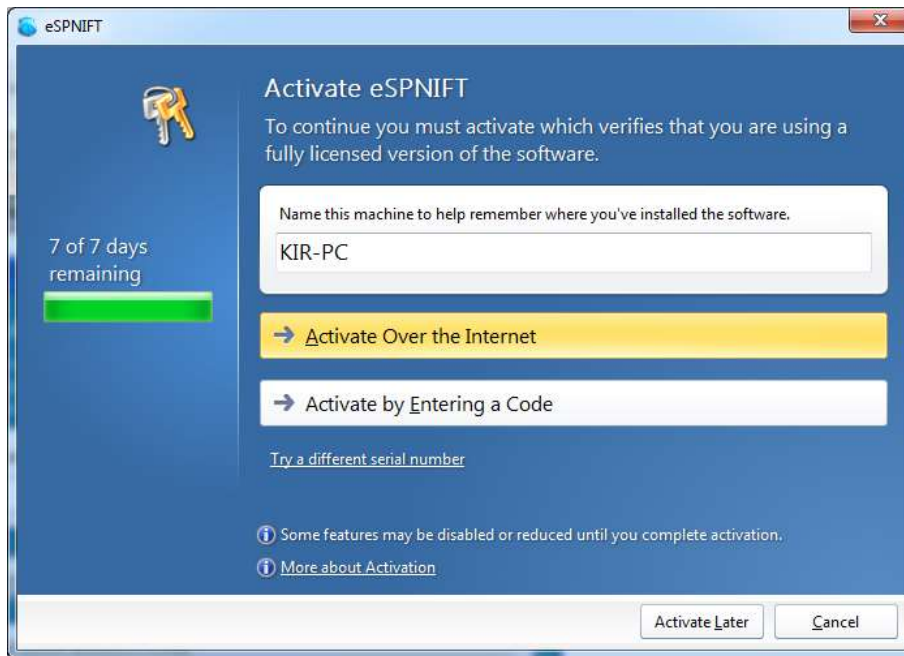 eSPNIFT
Activate eSPNIFT
To continue you must activate which verifies that you are using a
fully licensed version of the software.
Name this machine to help remember where you've installed the software.
KIR-PC
7 of 7 days
remaining
Activate Over the Internet
Activate by Entering a Code
Try a different serial number
Some features may be disabled or reduced until you complete activation.
More about Activation
Activate Later
Cancel